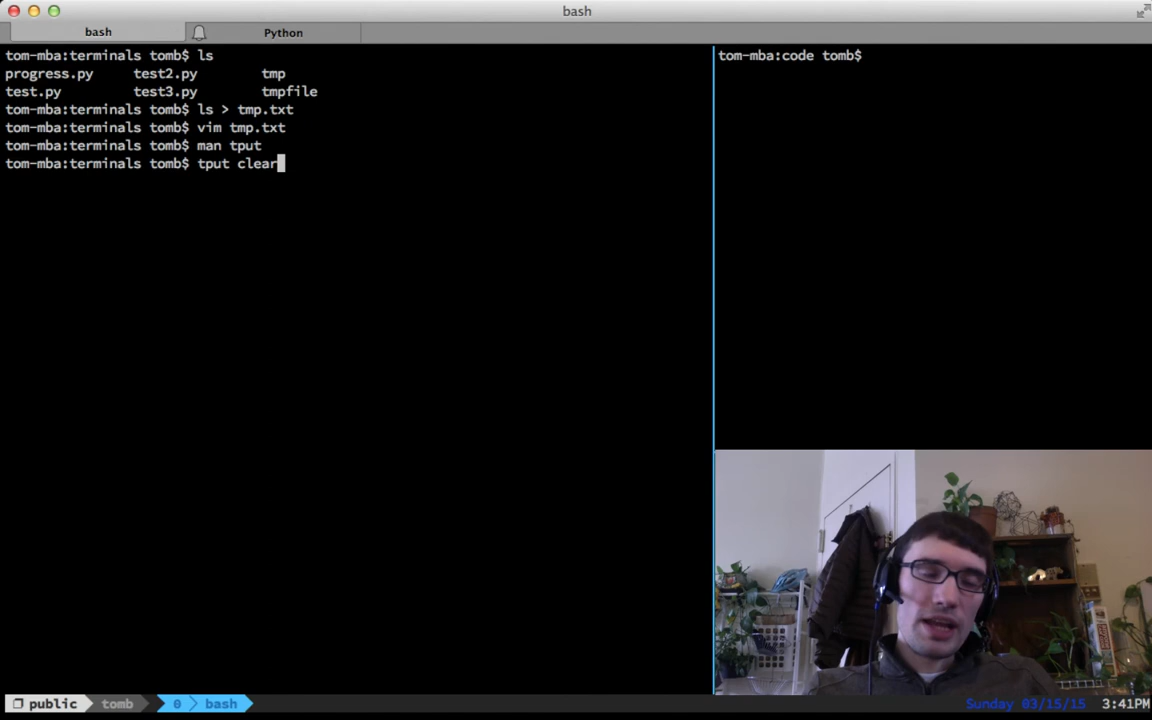 bash
bash Python
tom-mba:terminals tomb$ ls
progress.py test2.py tmp
test.py test3.py tmpfile
tom-mba:terminals tomb$ ls > tmp.txt
tom-mba:terminals tomb$ vim tmp.txt
tom-mba:terminals tomb$ man tput
tom-mba:terminals tomb$ tput clear
tom-mba:code tomb$
public tomb 0 bash Sunday 03/15/15 3:41PM